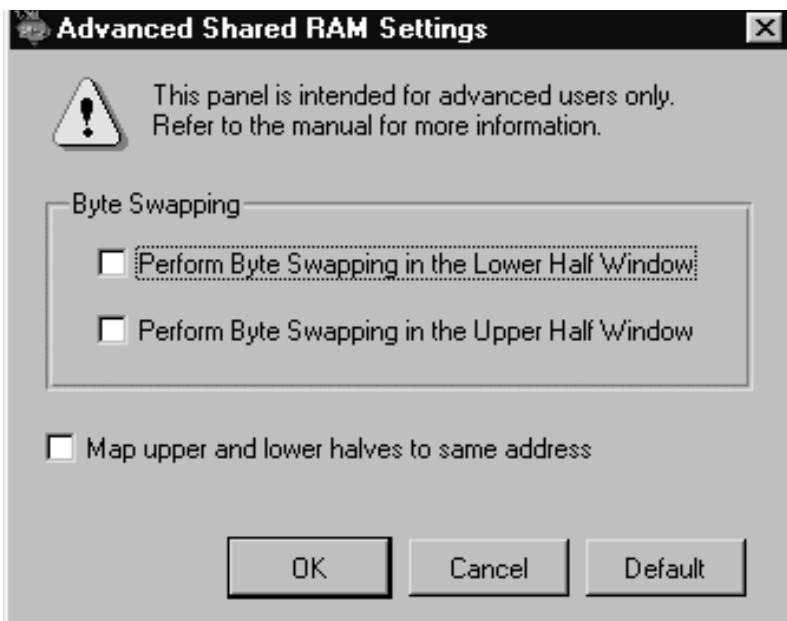 Advanced Shared RAM Settings
This panel is intended for advanced users only.
Refer to the manual for more information.
Byte Swapping
Perform Byte Swapping in the Lower Half Window
Perform Byte Swapping in the Upper Half Window
Map upper and lower halves to same address
OK
Cancel
Default